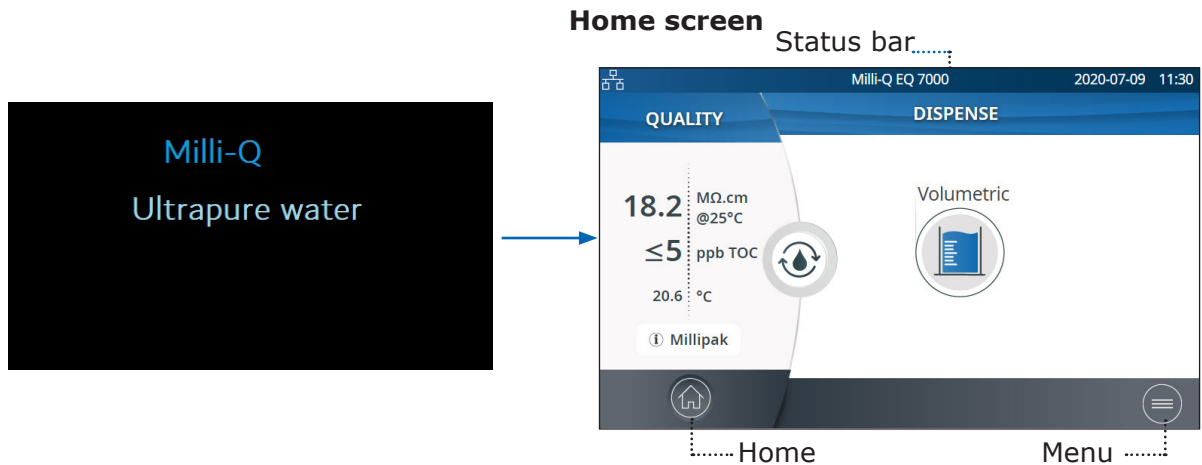 Home screen
Status bar
Milli-Q
Ultrapure water
Milli-Q EQ 7000
2020-07-09 11:30
QUALITY
DISPENSE
18.2 MΩ.cm
@25°C
≤5 ppb TOC
20.6 °C
i Millipak
Volumetric
Home
Menu